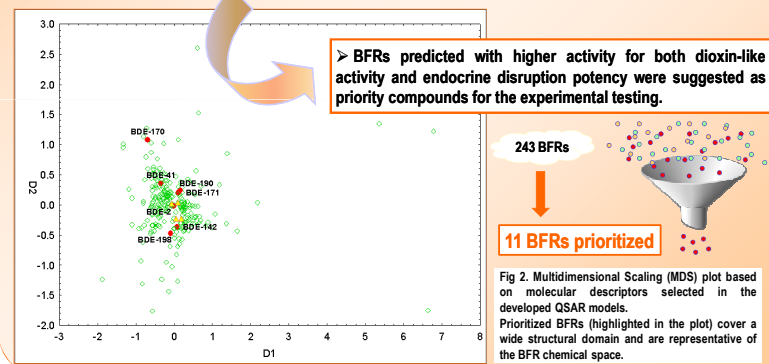 3.0
2.5
2.0
1.5
1.0
0.5
0.0
-0.5
-1.0
-1.5
-2.0
D2
BDE-170
BDE-41
BDE-190
BDE-171
BDE-2
BDE-142
BDE-198
-3 -2 -1 0 1 2 3 4 5 6 7 8
D1
➢ BFRs predicted with higher activity for both dioxin-like
activity and endocrine disruption potency were suggested as
priority compounds for the experimental testing.
243 BFRs
11 BFRs prioritized
Fig 2. Multidimensional Scaling (MDS) plot based
on molecular descriptors selected in the
developed QSAR models.
Prioritized BFRs (highlighted in the plot) cover a
wide structural domain and are representative of
the BFR chemical space.